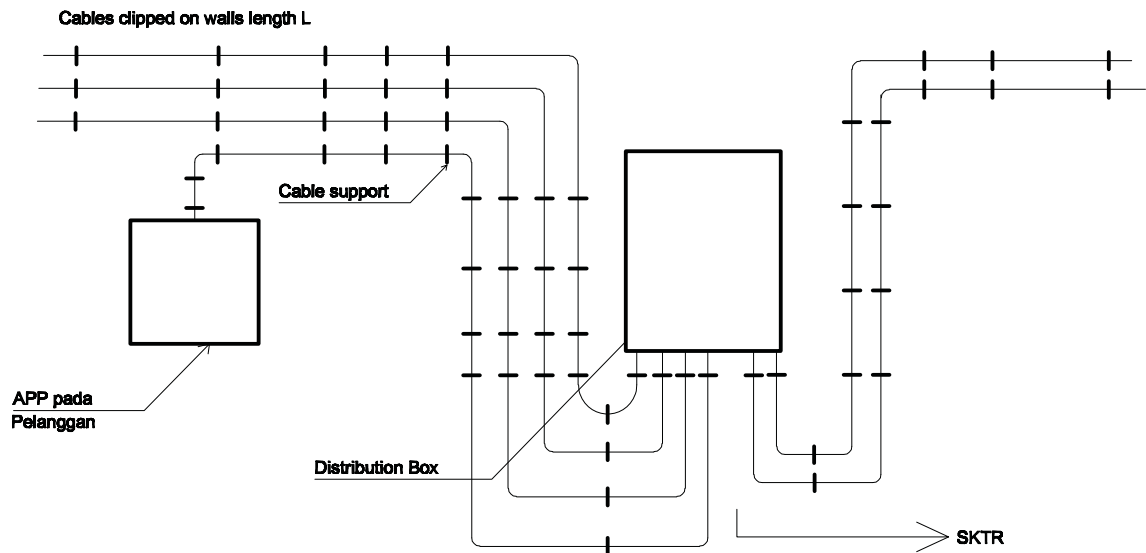 Cables clipped on walls length L
Cable support
APP pada
Pelanggan
Distribution Box
SKTR